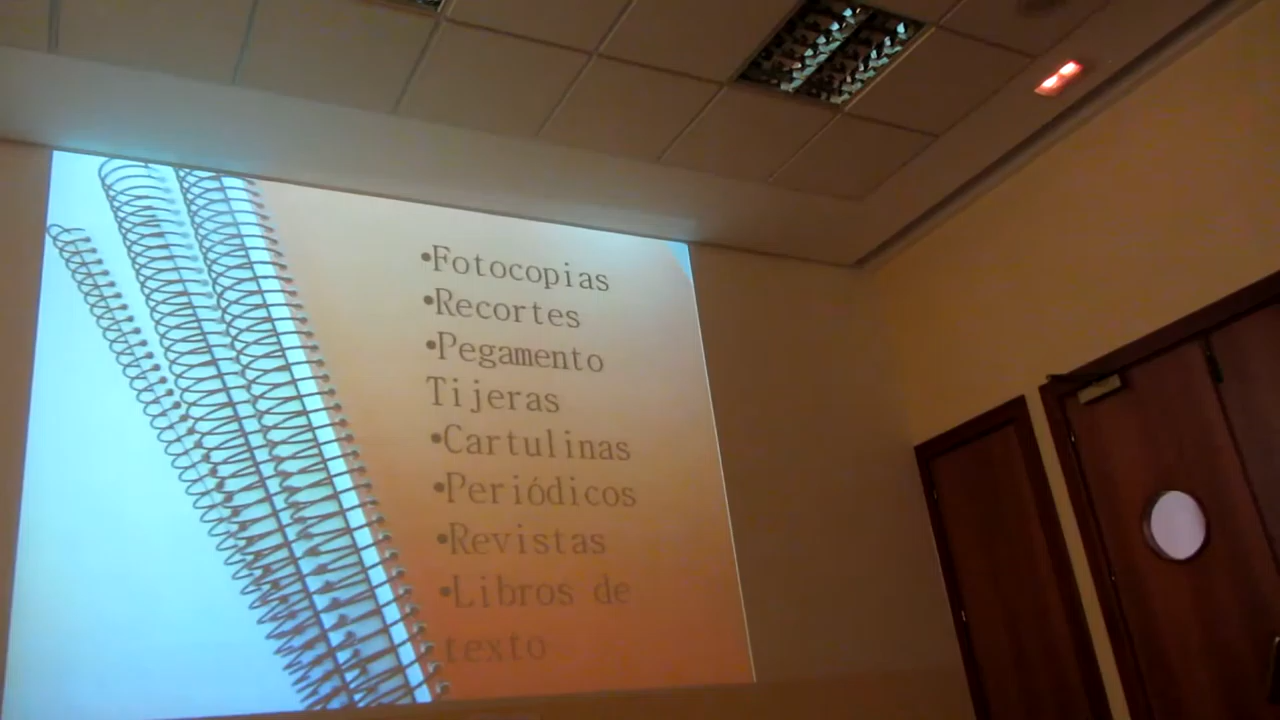 •Fotocopias
•Recortes
•Pegamento
Tijeras
•Cartulinas
•Periódicos
•Revistas
•Libros de
texto